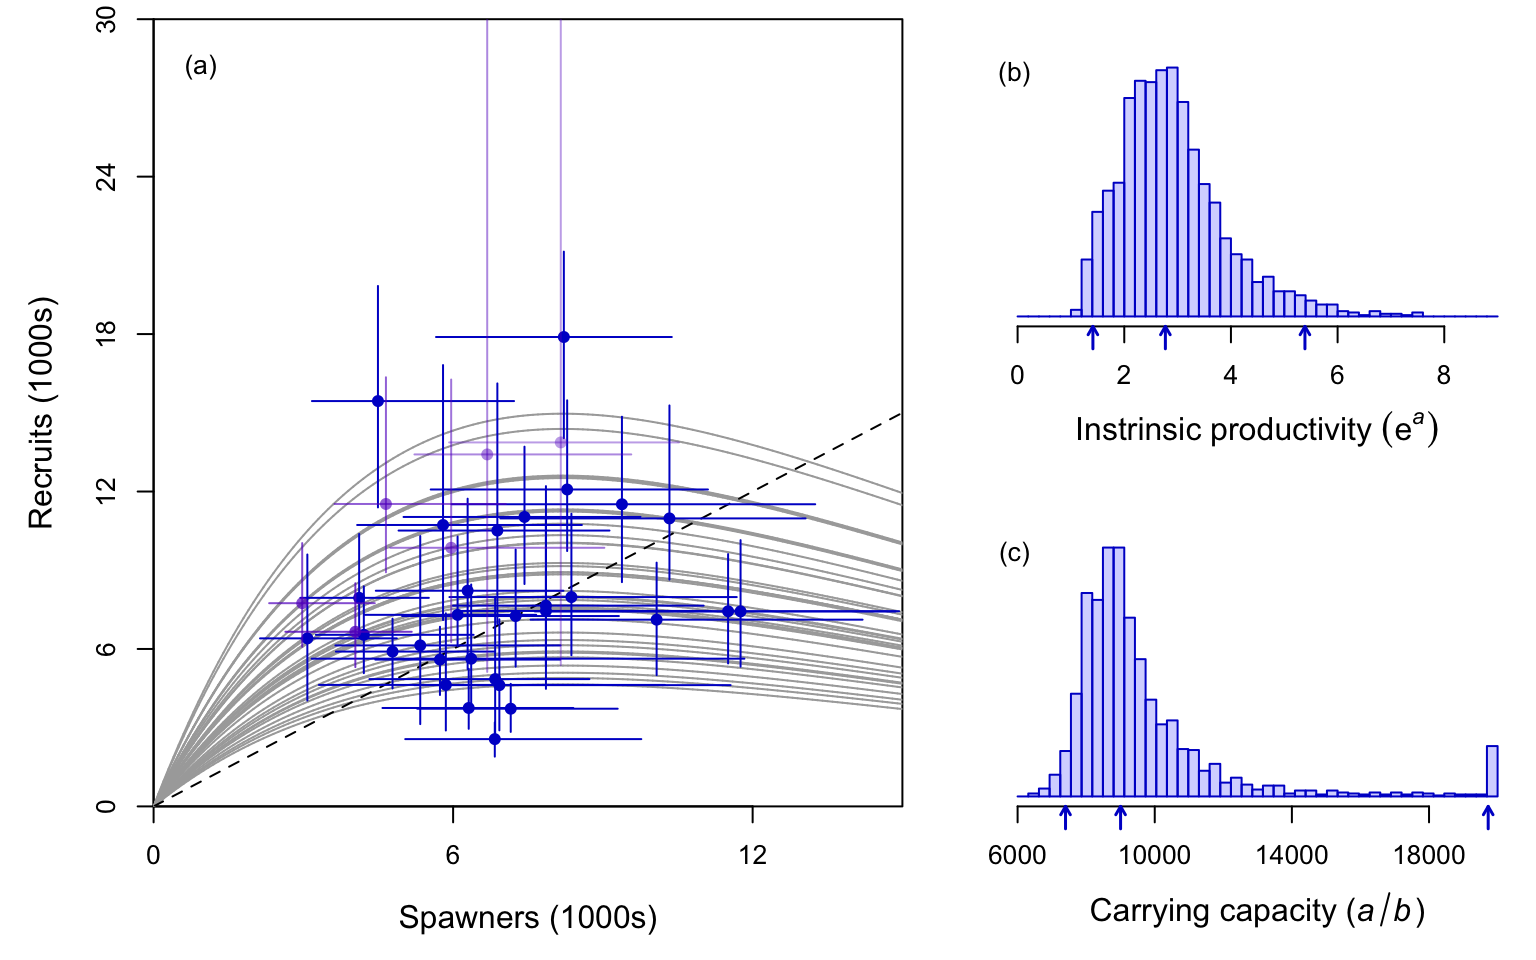 (a)
30
24
18
12
6
0
Recruits (1000s)
0 6 12
Spawners (1000s)
(b)
0 2 4 6 8
Instrinsic productivity (eᵃ)
(c)
6000 10000 14000 18000
Carrying capacity (a/b)